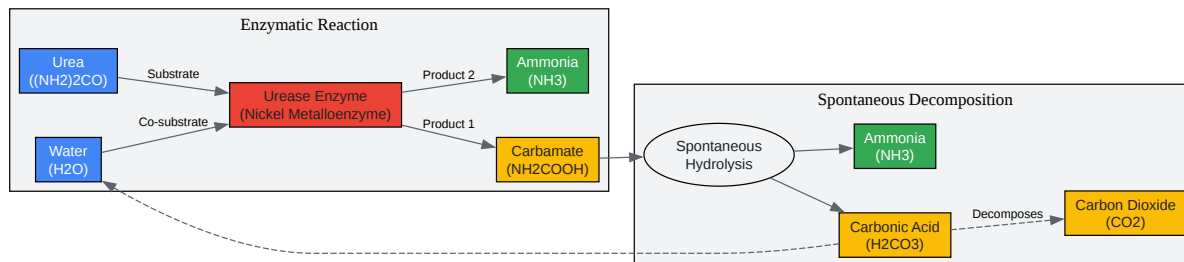 Enzymatic Reaction
Urea
((NH2)2CO)
Substrate
Water
(H2O)
Co-substrate
Urease Enzyme
(Nickel Metalloenzyme)
Product 2
Product 1
Ammonia
(NH3)
Carbamate
(NH2COOH)
Spontaneous Decomposition
Spontaneous
Hydrolysis
Ammonia
(NH3)
Carbonic Acid
(H2CO3)
Decomposes
Carbon Dioxide
(CO2)